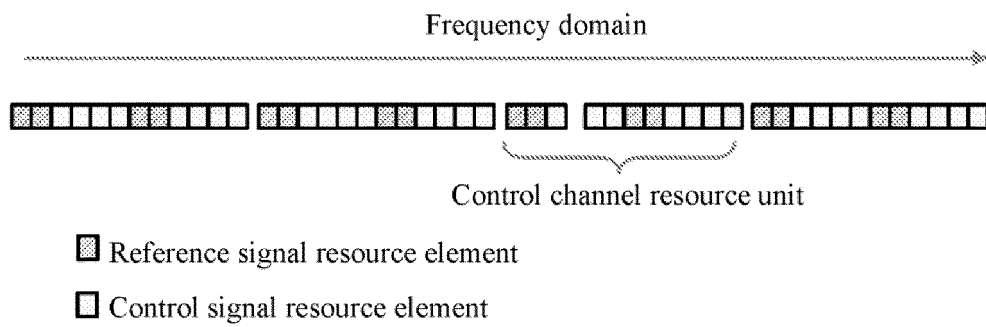 Frequency domain
Control channel resource unit
Reference signal resource element
Control signal resource element